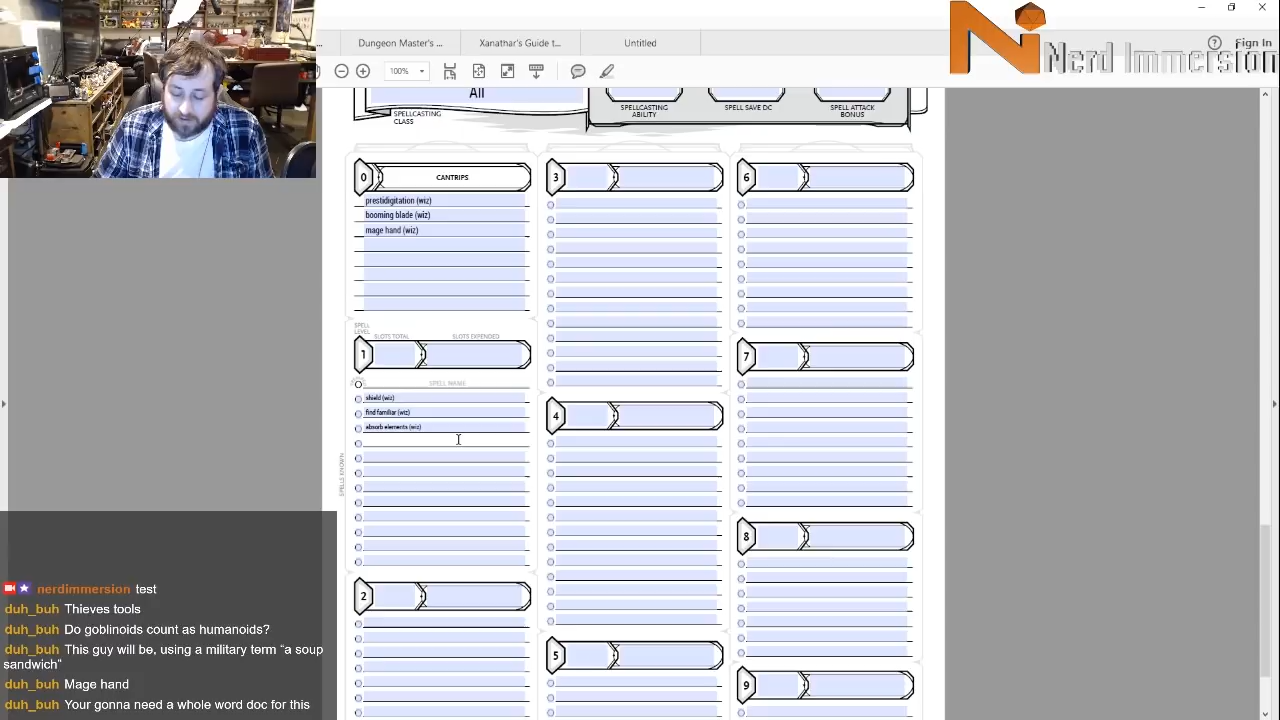 Dungeon Master's ...
Xanathar's Guide t...
Untitled
Sign In
Nerd Immersion
100%
All
SPELLCASTING
CLASS
SPELLCASTING
ABILITY
SPELL SAVE DC
SPELL ATTACK
BONUS
0
CANTRIPS
prestidigitation (wiz)
booming blade (wiz)
mage hand (wiz)
SPELL
LEVEL
SLOTS TOTAL
SLOTS EXPENDED
1
SPELL NAME
shield (wiz)
find familiar (wiz)
absorb elements (wiz)
SPELLS KNOWN
2
3
4
5
6
7
8
9
nerdimmersion test
duh_buh Thieves tools
duh_buh Do goblinoids count as humanoids?
duh_buh This guy will be, using a military term “a soup
sandwich“
duh_buh Mage hand
duh_buh Your gonna need a whole word doc for this